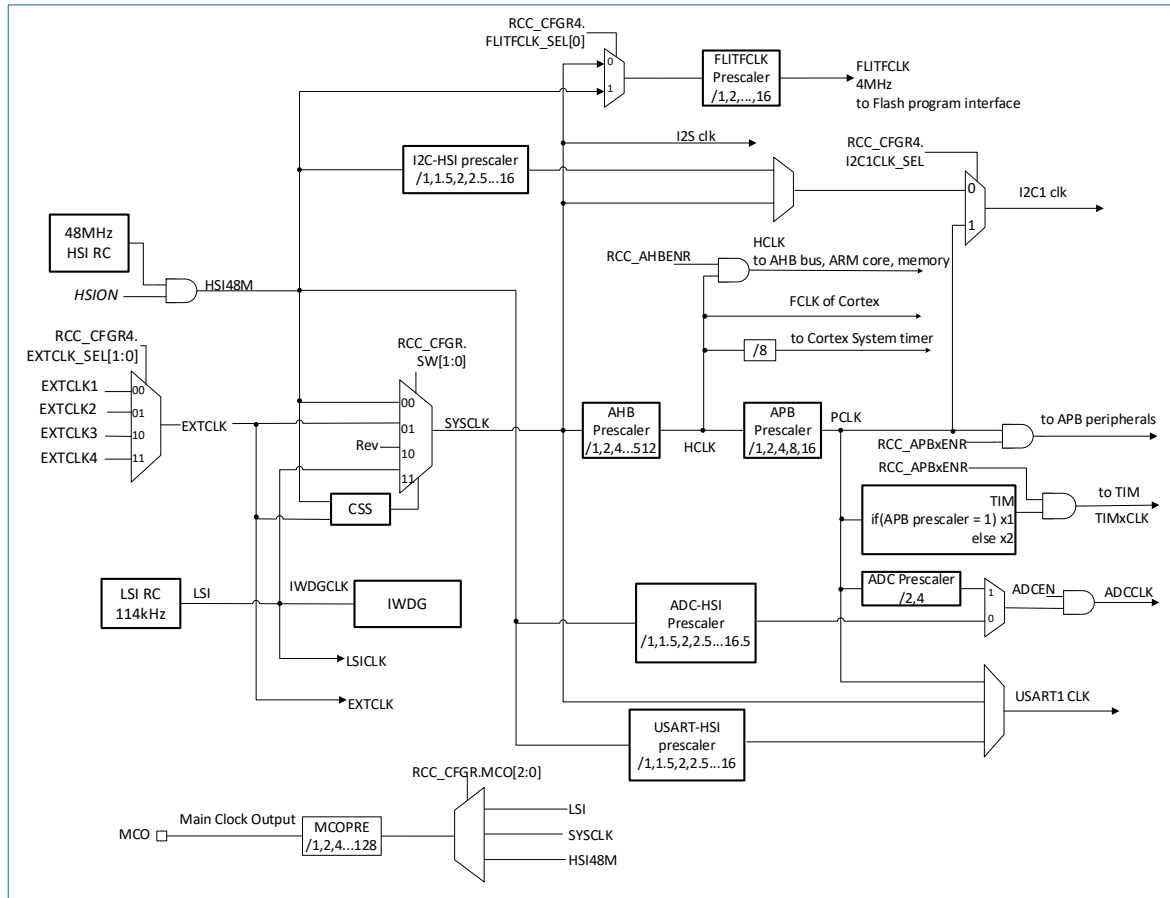 RCC_CFGR4.
FLITFCLK_SEL[0]
0
1
FLITFCLK
Prescaler
/1,2,...,16
FLITFCLK
4MHz
to Flash program interface
I2S clk
I2C-HSI prescaler
/1,1.5,2,2.5...16
RCC_CFGR4.
I2C1CLK_SEL
0
1
I2C1 clk
48MHz
HSI RC
HSION
HSI48M
RCC_AHBENR
HCLK
to AHB bus, ARM core, memory
FCLK of Cortex
/8
to Cortex System timer
RCC_CFGR4.
EXTCLK_SEL[1:0]
EXTCLK1
EXTCLK2
EXTCLK3
EXTCLK4
00
01
10
11
EXTCLK
RCC_CFGR.
SW[1:0]
00
01
Rev
10
11
SYSCLK
CSS
AHB
Prescaler
/1,2,4...512
HCLK
APB
Prescaler
/1,2,4,8,16
PCLK
to APB peripherals
RCC_APBxENR
RCC_APBxENR
TIM
if(APB prescaler = 1) x1
else x2
to TIM
TIMxCLK
LSI RC
114kHz
LSI
IWDGCLK
IWDG
LSICLK
EXTCLK
ADC-HSI
Prescaler
/1,1.5,2,2.5...16.5
ADC Prescaler
/2,4
1
0
ADCEN
ADCCLK
USART-HSI
prescaler
/1,1.5,2,2.5...16
USART1 CLK
RCC_CFGR.MCO[2:0]
MCO
Main Clock Output
MCOPRE
/1,2,4...128
LSI
SYSCLK
HSI48M